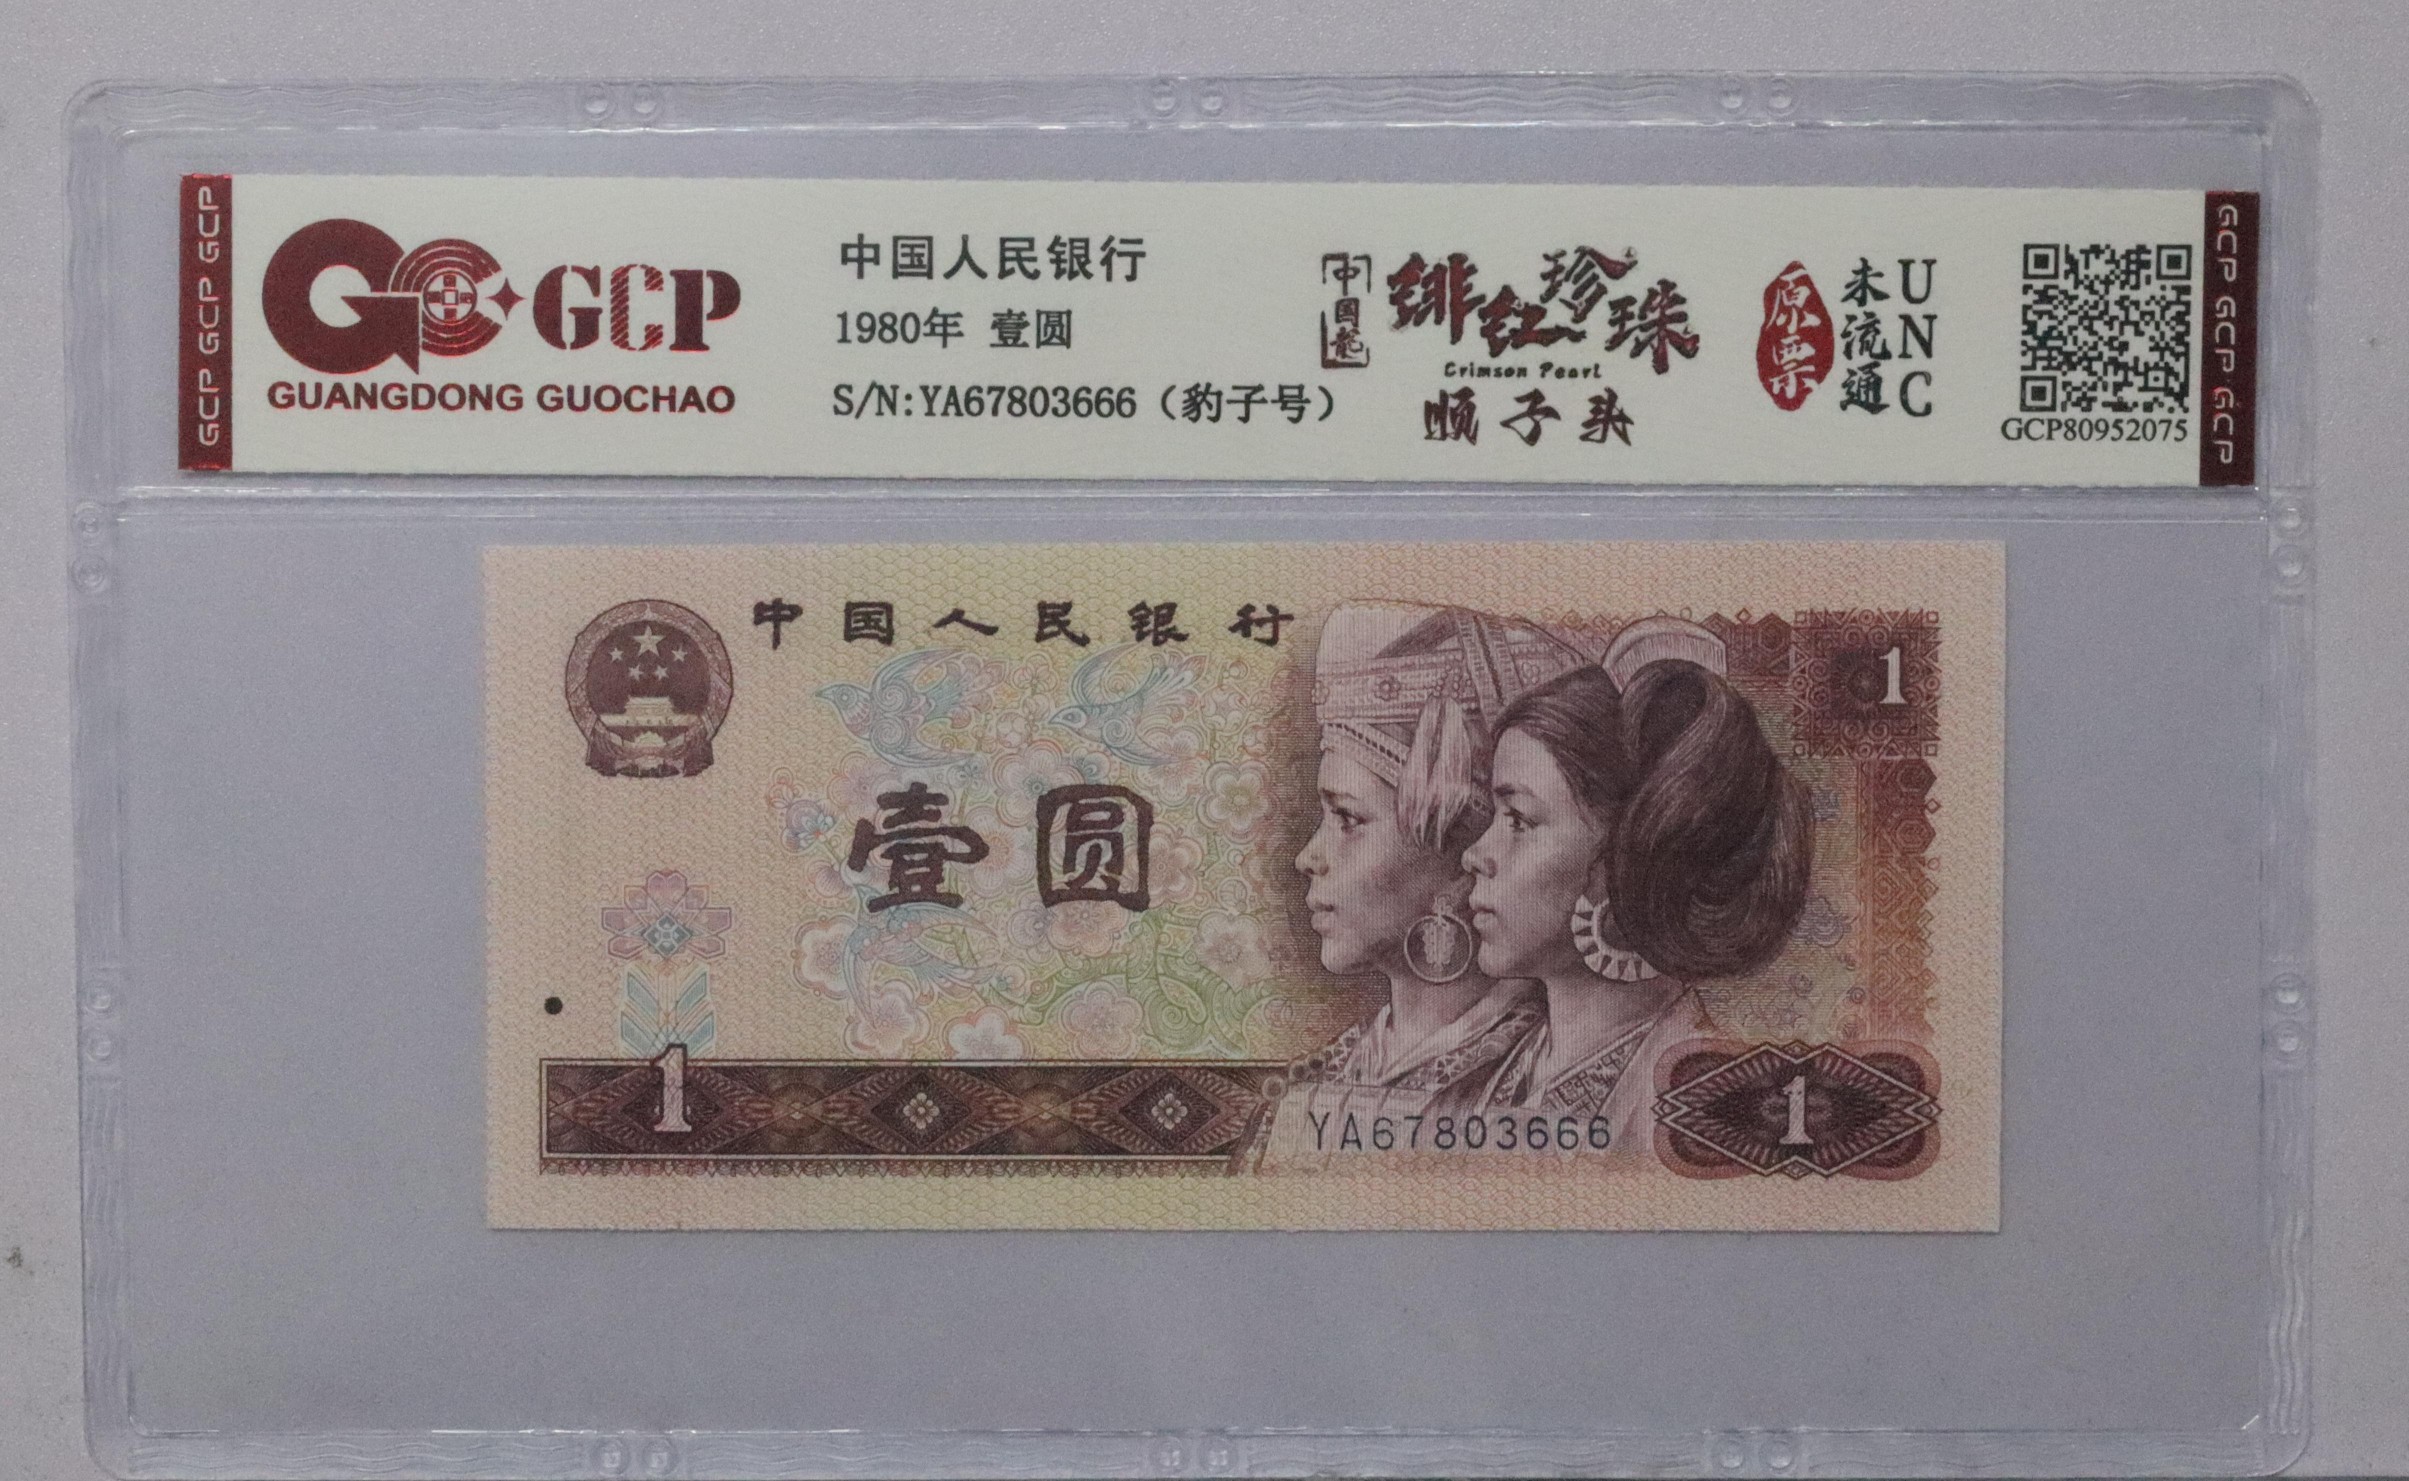 GCP GCP GCP
GCP
GUANGDONG GUOCHAO
中国人民银行
1980年 壹圆
S/N:YA67803666（豹子号）
中国龍
绯红珍珠
Crimson Pearl
顺子头
原票
未流通
UNC
GCP80952075
GCP GCP GCP
中国人民银行
1
壹圆
1
YA67803666
1